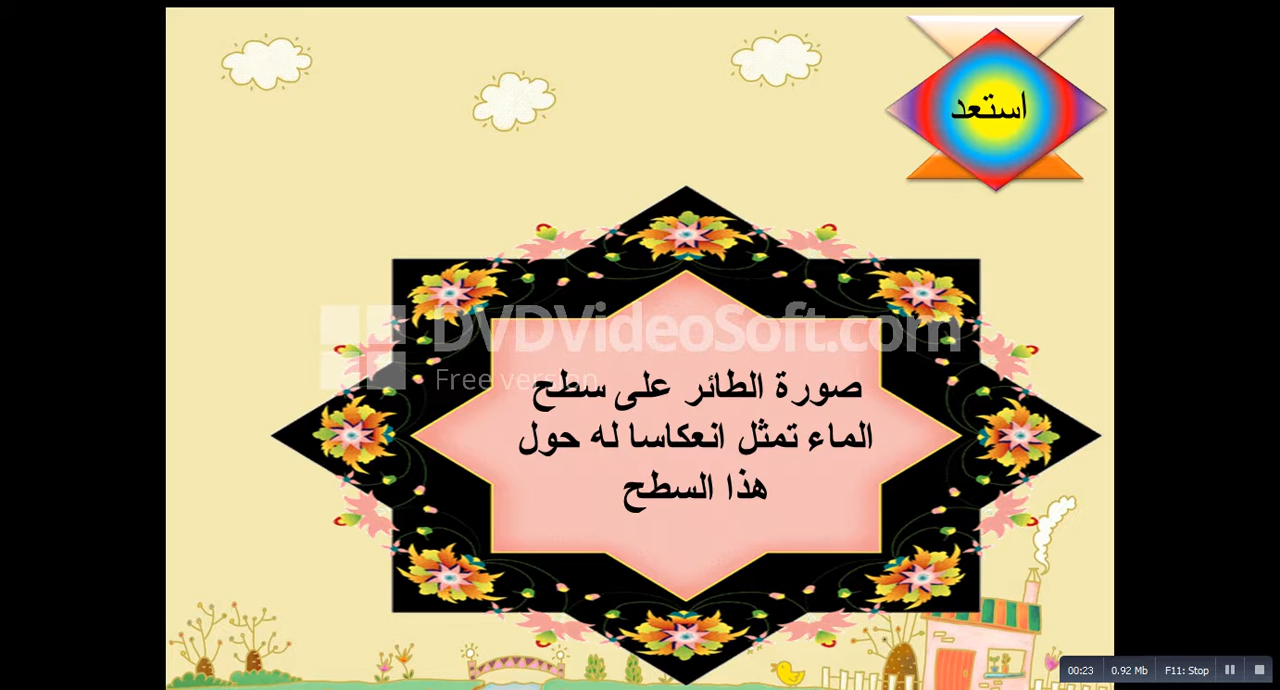 استعد
DVDVideoSoft.com
Free version
صورة الطائر على سطح
الماء تمثل انعكاسا له حول
هذا السطح
00:23 0.92 Mb F11: Stop